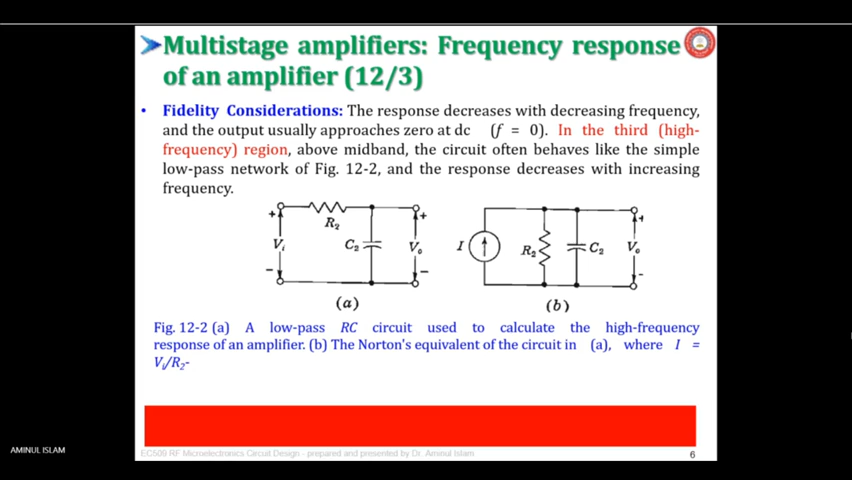 Multistage amplifiers: Frequency response
of an amplifier (12/3)
• Fidelity Considerations: The response decreases with decreasing frequency,
and the output usually approaches zero at dc (f = 0). In the third (high-
frequency) region, above midband, the circuit often behaves like the simple
low-pass network of Fig. 12-2, and the response decreases with increasing
frequency.
+ R₂ C₂ + Vᵢ Vₒ - -
(a)
I R₂ C₂ + Vₒ -
(b)
Fig. 12-2 (a) A low-pass RC circuit used to calculate the high-frequency
response of an amplifier. (b) The Norton's equivalent of the circuit in (a), where I =
Vᵢ/R₂-
AMINUL ISLAM
EC509 RF Microelectronics Circuit Design - prepared and presented by Dr. Aminul Islam
6